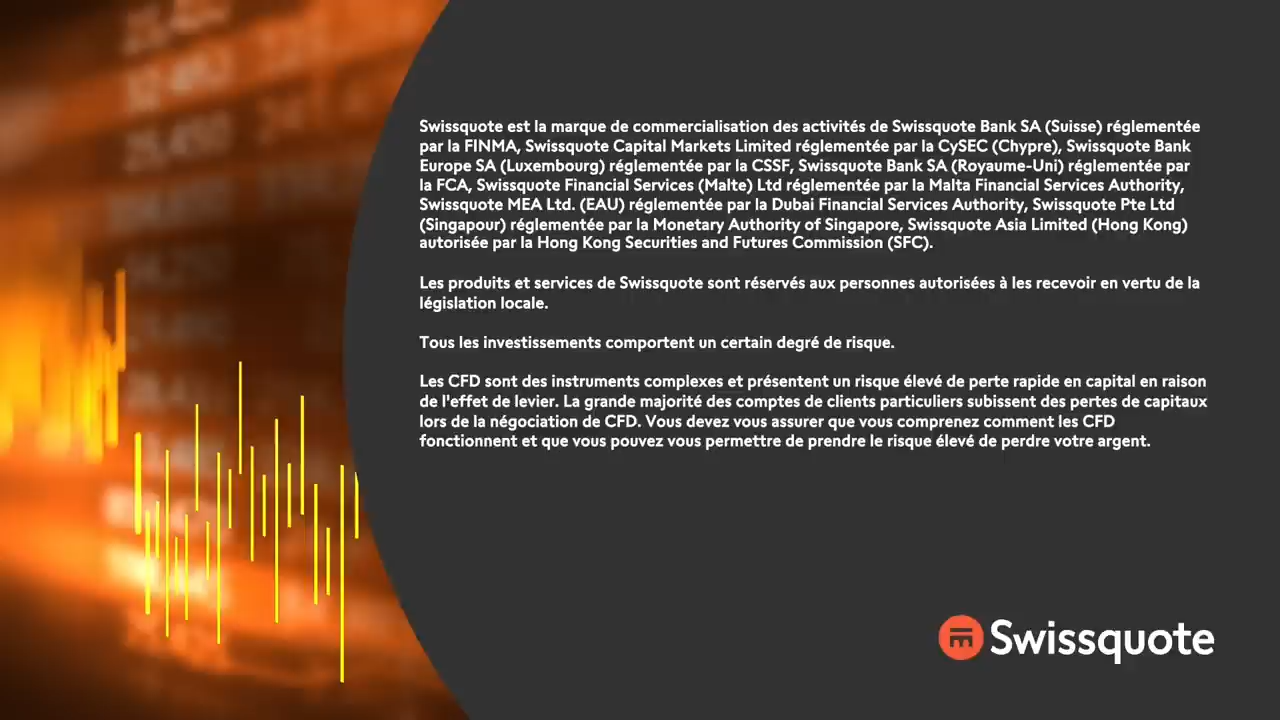 Swissquote est la marque de commercialisation des activités de Swissquote Bank SA (Suisse) réglementée
par la FINMA, Swissquote Capital Markets Limited réglementée par la CySEC (Chypre), Swissquote Bank
Europe SA (Luxembourg) réglementée par la CSSF, Swissquote Bank SA (Royaume-Uni) réglementée par
la FCA, Swissquote Financial Services (Malte) Ltd réglementée par la Malta Financial Services Authority,
Swissquote MEA Ltd. (EAU) réglementée par la Dubai Financial Services Authority, Swissquote Pte Ltd
(Singapour) réglementée par la Monetary Authority of Singapore, Swissquote Asia Limited (Hong Kong)
autorisée par la Hong Kong Securities and Futures Commission (SFC).
Les produits et services de Swissquote sont réservés aux personnes autorisées à les recevoir en vertu de la
législation locale.
Tous les investissements comportent un certain degré de risque.
Les CFD sont des instruments complexes et présentent un risque élevé de perte rapide en capital en raison
de l'effet de levier. La grande majorité des comptes de clients particuliers subissent des pertes de capitaux
lors de la négociation de CFD. Vous devez vous assurer que vous comprenez comment les CFD
fonctionnent et que vous pouvez vous permettre de prendre le risque élevé de perdre votre argent.
Swissquote